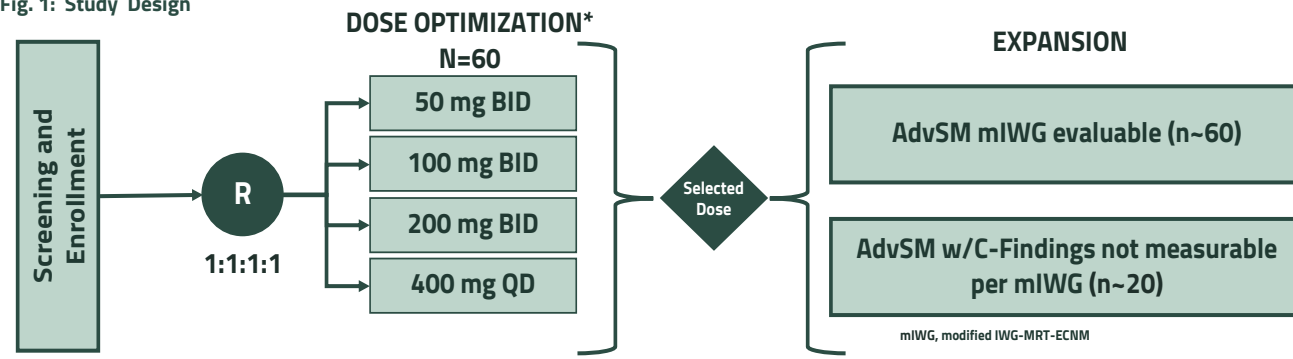 Fig. 1: Study Design
Screening and
Enrollment
R
1:1:1:1
DOSE OPTIMIZATION*
N=60
50 mg BID
100 mg BID
200 mg BID
400 mg QD
Selected
Dose
EXPANSION
AdvSM mIWG evaluable (n~60)
AdvSM w/C-Findings not measurable
per mIWG (n~20)
mIWG, modified IWG-MRT-ECNM